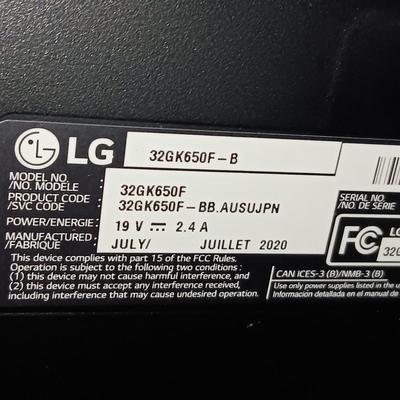 LG 32GK650F-B
MODEL NO. 32GK650F
/NO. MODÈLE
PRODUCT CODE : 32GK650F-BB.AUSUJPN
/SVC CODE
POWER/ENERGIE : 19 V ⎓ 2.4 A
MANUFACTURED : JULY/ JUILLET 2020
/FABRIQUE
This device complies with part 15 of the FCC Rules.
Operation is subject to the following two conditions:
(1) this device may not cause harmful interference, and
(2) this device must accept any interference received,
including interference that may cause undesired operation.
SERIAL NO.
/NO. DE SÉRIE
FC
CAN ICES-3 (B)/NMB-3 (B)
Use only power supplies listed in the
Información detallada en el manual de